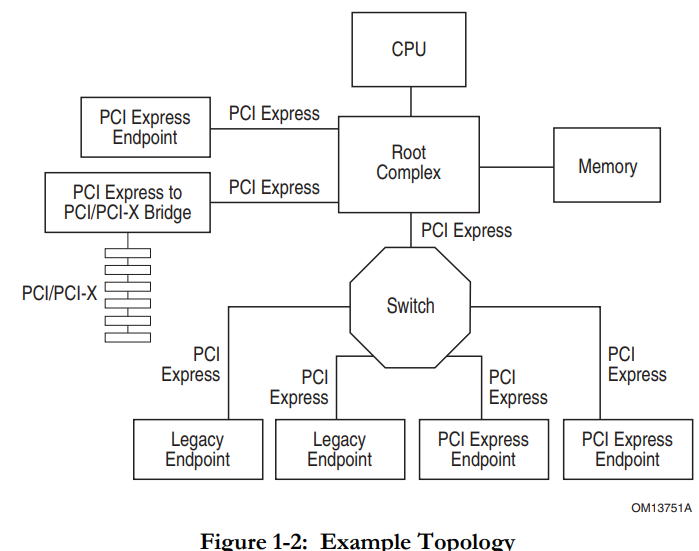 CPU
PCI Express
PCI Express
Endpoint
Root
Complex
Memory
PCI Express
PCI Express to
PCI/PCI-X Bridge
PCI Express
PCI/PCI-X
Switch
PCI
Express
PCI
Express
PCI
Express
PCI
Express
Legacy
Endpoint
Legacy
Endpoint
PCI Express
Endpoint
PCI Express
Endpoint
OM13751A
Figure 1-2: Example Topology